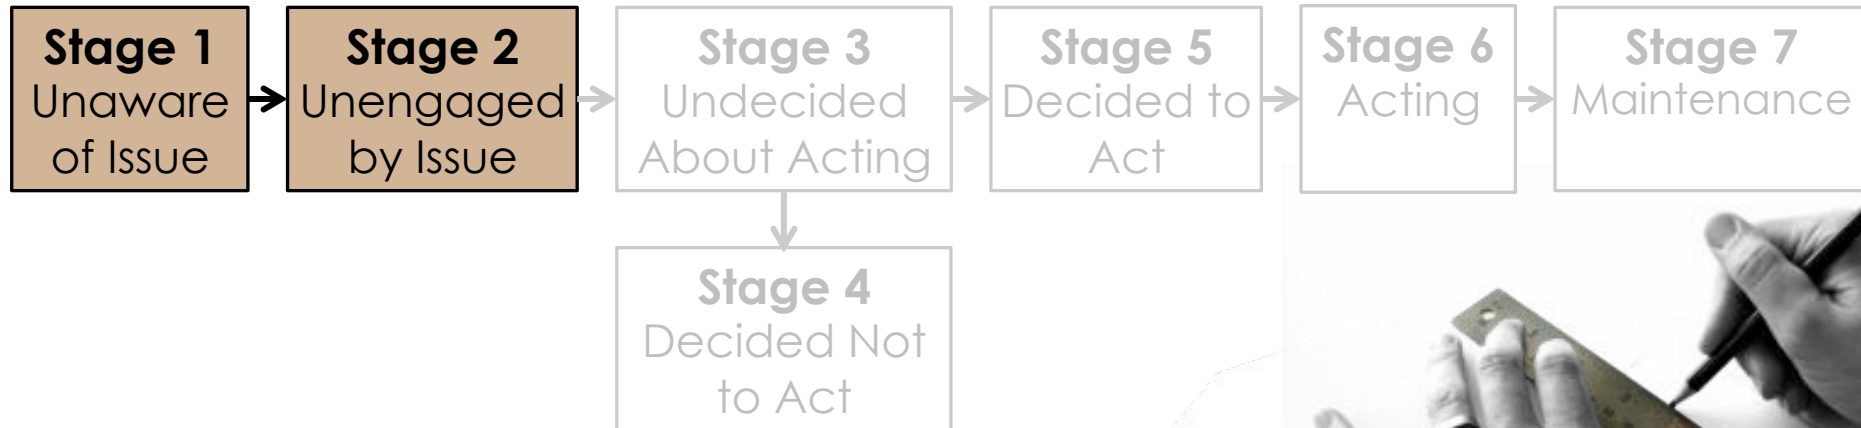 Stage 1
Unaware
of Issue
Stage 2
Unengaged
by Issue
Stage 3
Undecided
About Acting
Stage 5
Decided to
Act
Stage 6
Acting
Stage 7
Maintenance
Stage 4
Decided Not
to Act